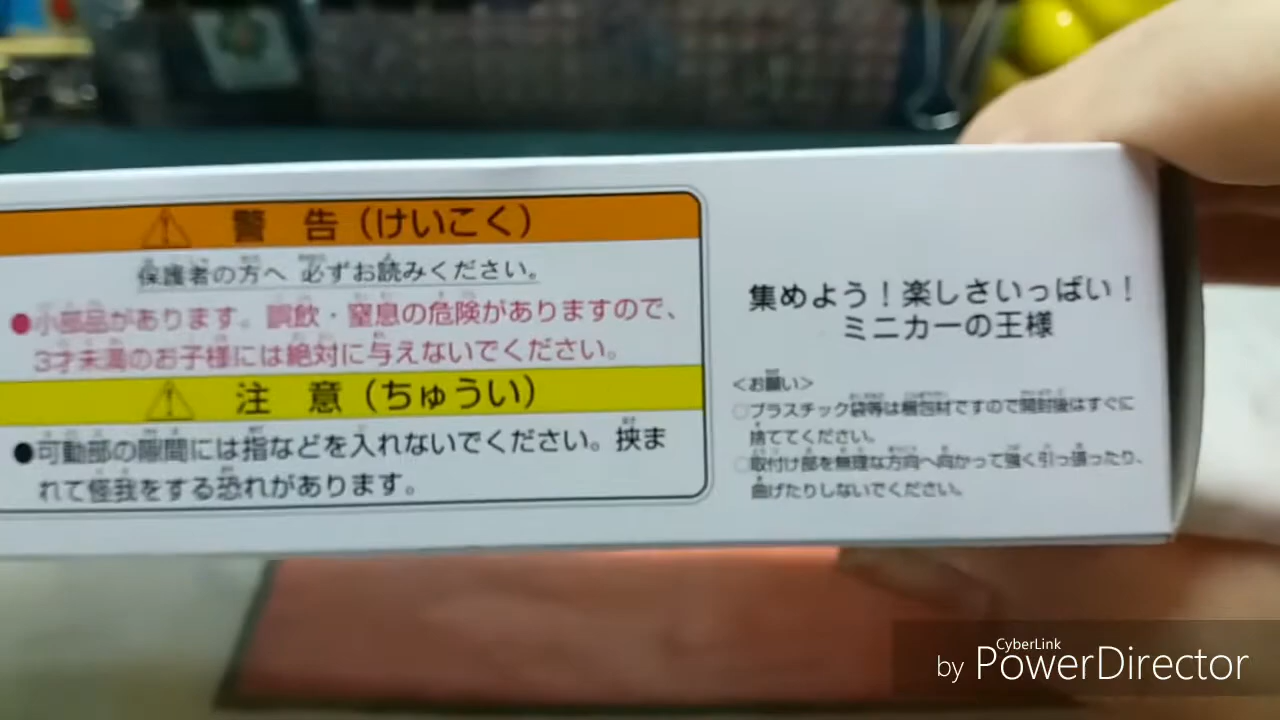 警 告（けいこく）
保護者の方へ 必ずお読みください。
●小部品があります。誤飲・窒息の危険がありますので、
3才未満のお子様には絶対に与えないでください。
注 意（ちゅうい）
●可動部の隙間には指などを入れないでください。挟ま
れて怪我をする恐れがあります。
集めよう！楽しさいっぱい！
ミニカーの王様
＜お願い＞
○プラスチック袋等は梱包材ですので開封後はすぐに
捨ててください。
○取付け部を無理な方向へ向かって強く引っ張ったり、
曲げたりしないでください。
CyberLink
by PowerDirector